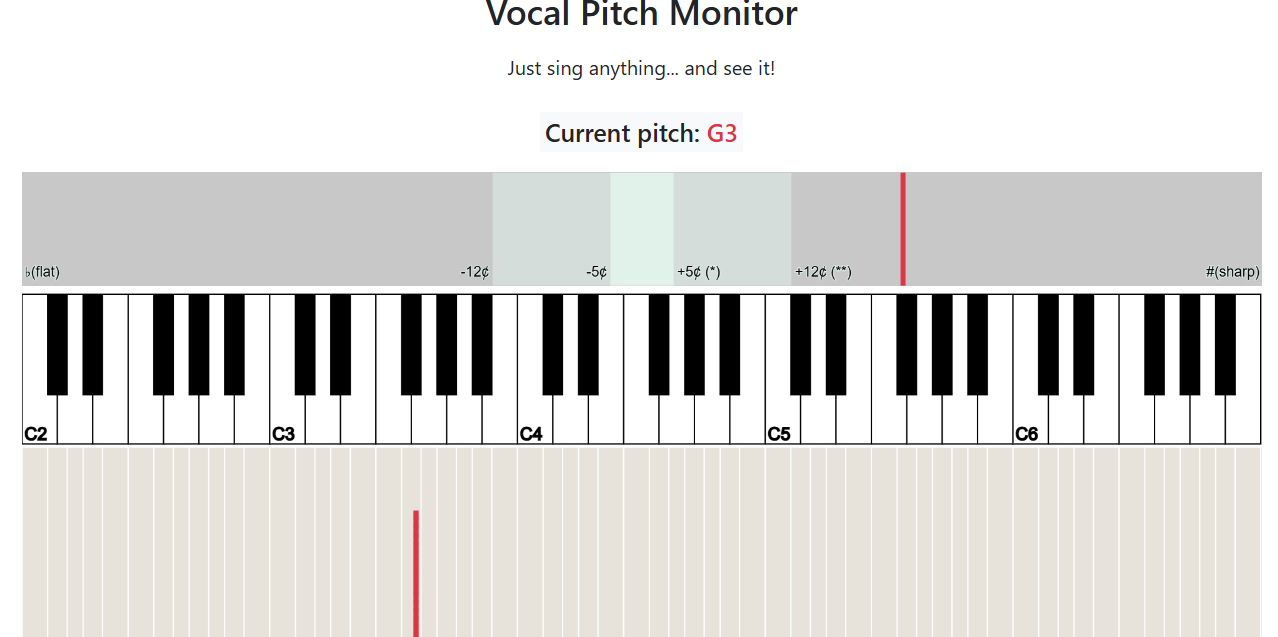 Vocal Pitch Monitor
Just sing anything... and see it!
Current pitch: G3
♭(flat) -12¢ -5¢ +5¢ (*) +12¢ (**) #(sharp)
C2 C3 C4 C5 C6